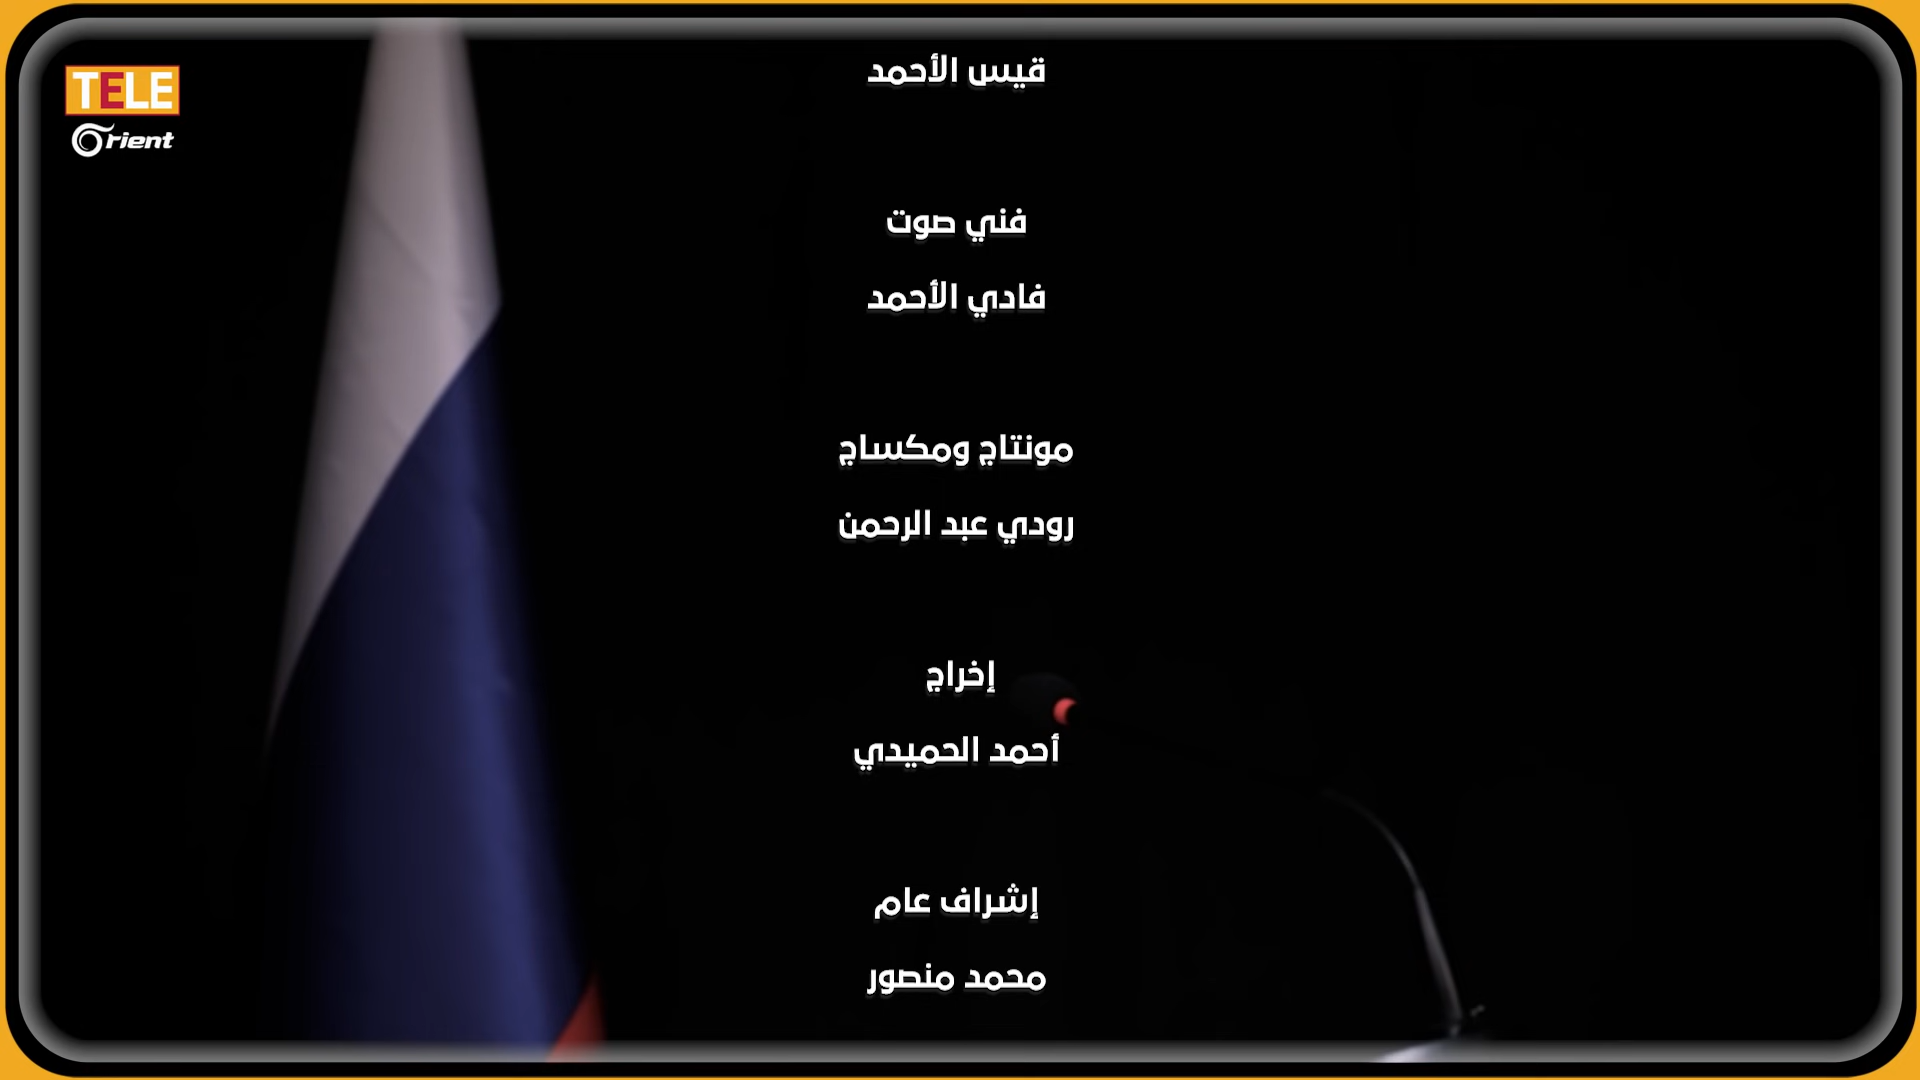 TELE
Orient
قيس الأحمد
فني صوت
فادي الأحمد
مونتاج ومكساج
رودي عبد الرحمن
إخراج
أحمد الحميدي
إشراف عام
محمد منصور